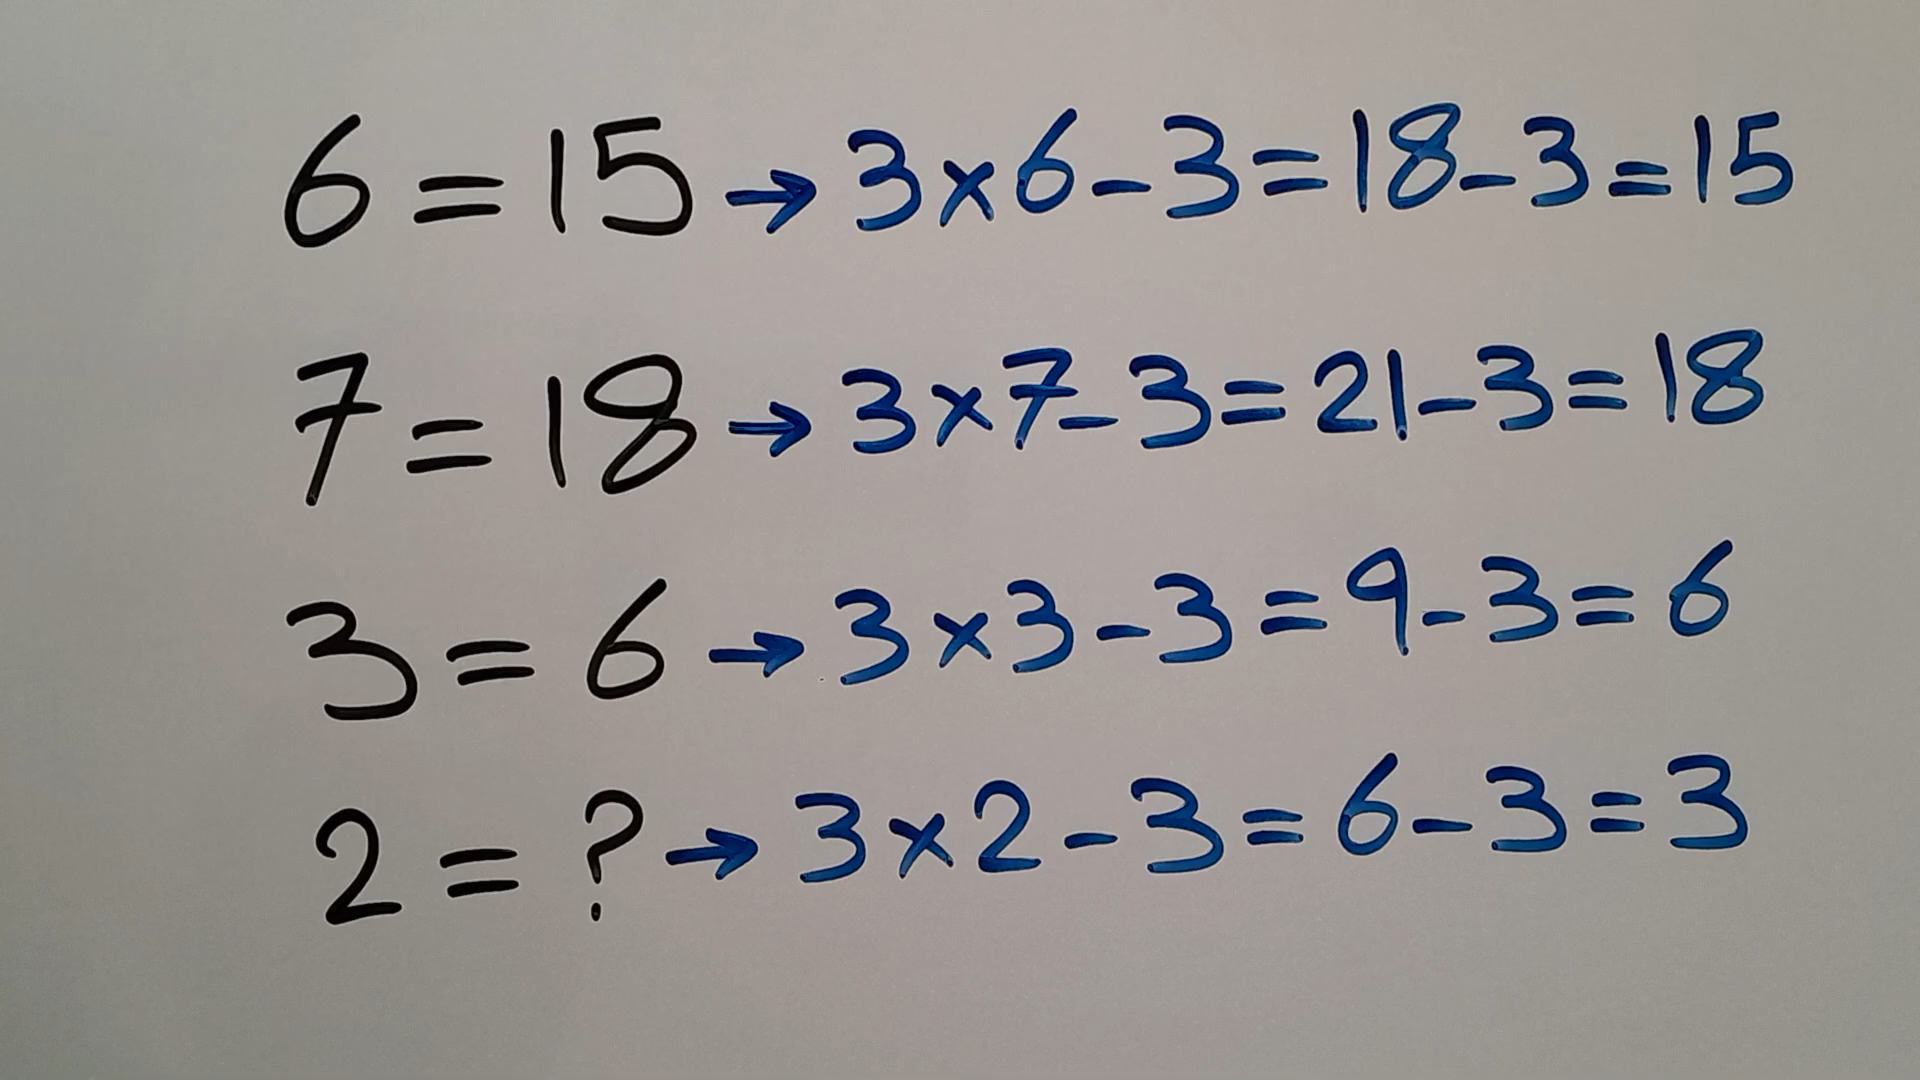 6 = 15 → 3 × 6 - 3 = 18 - 3 = 15
7 = 18 → 3 × 7 - 3 = 21 - 3 = 18
3 = 6 → 3 × 3 - 3 = 9 - 3 = 6
2 = ? → 3 × 2 - 3 = 6 - 3 = 3